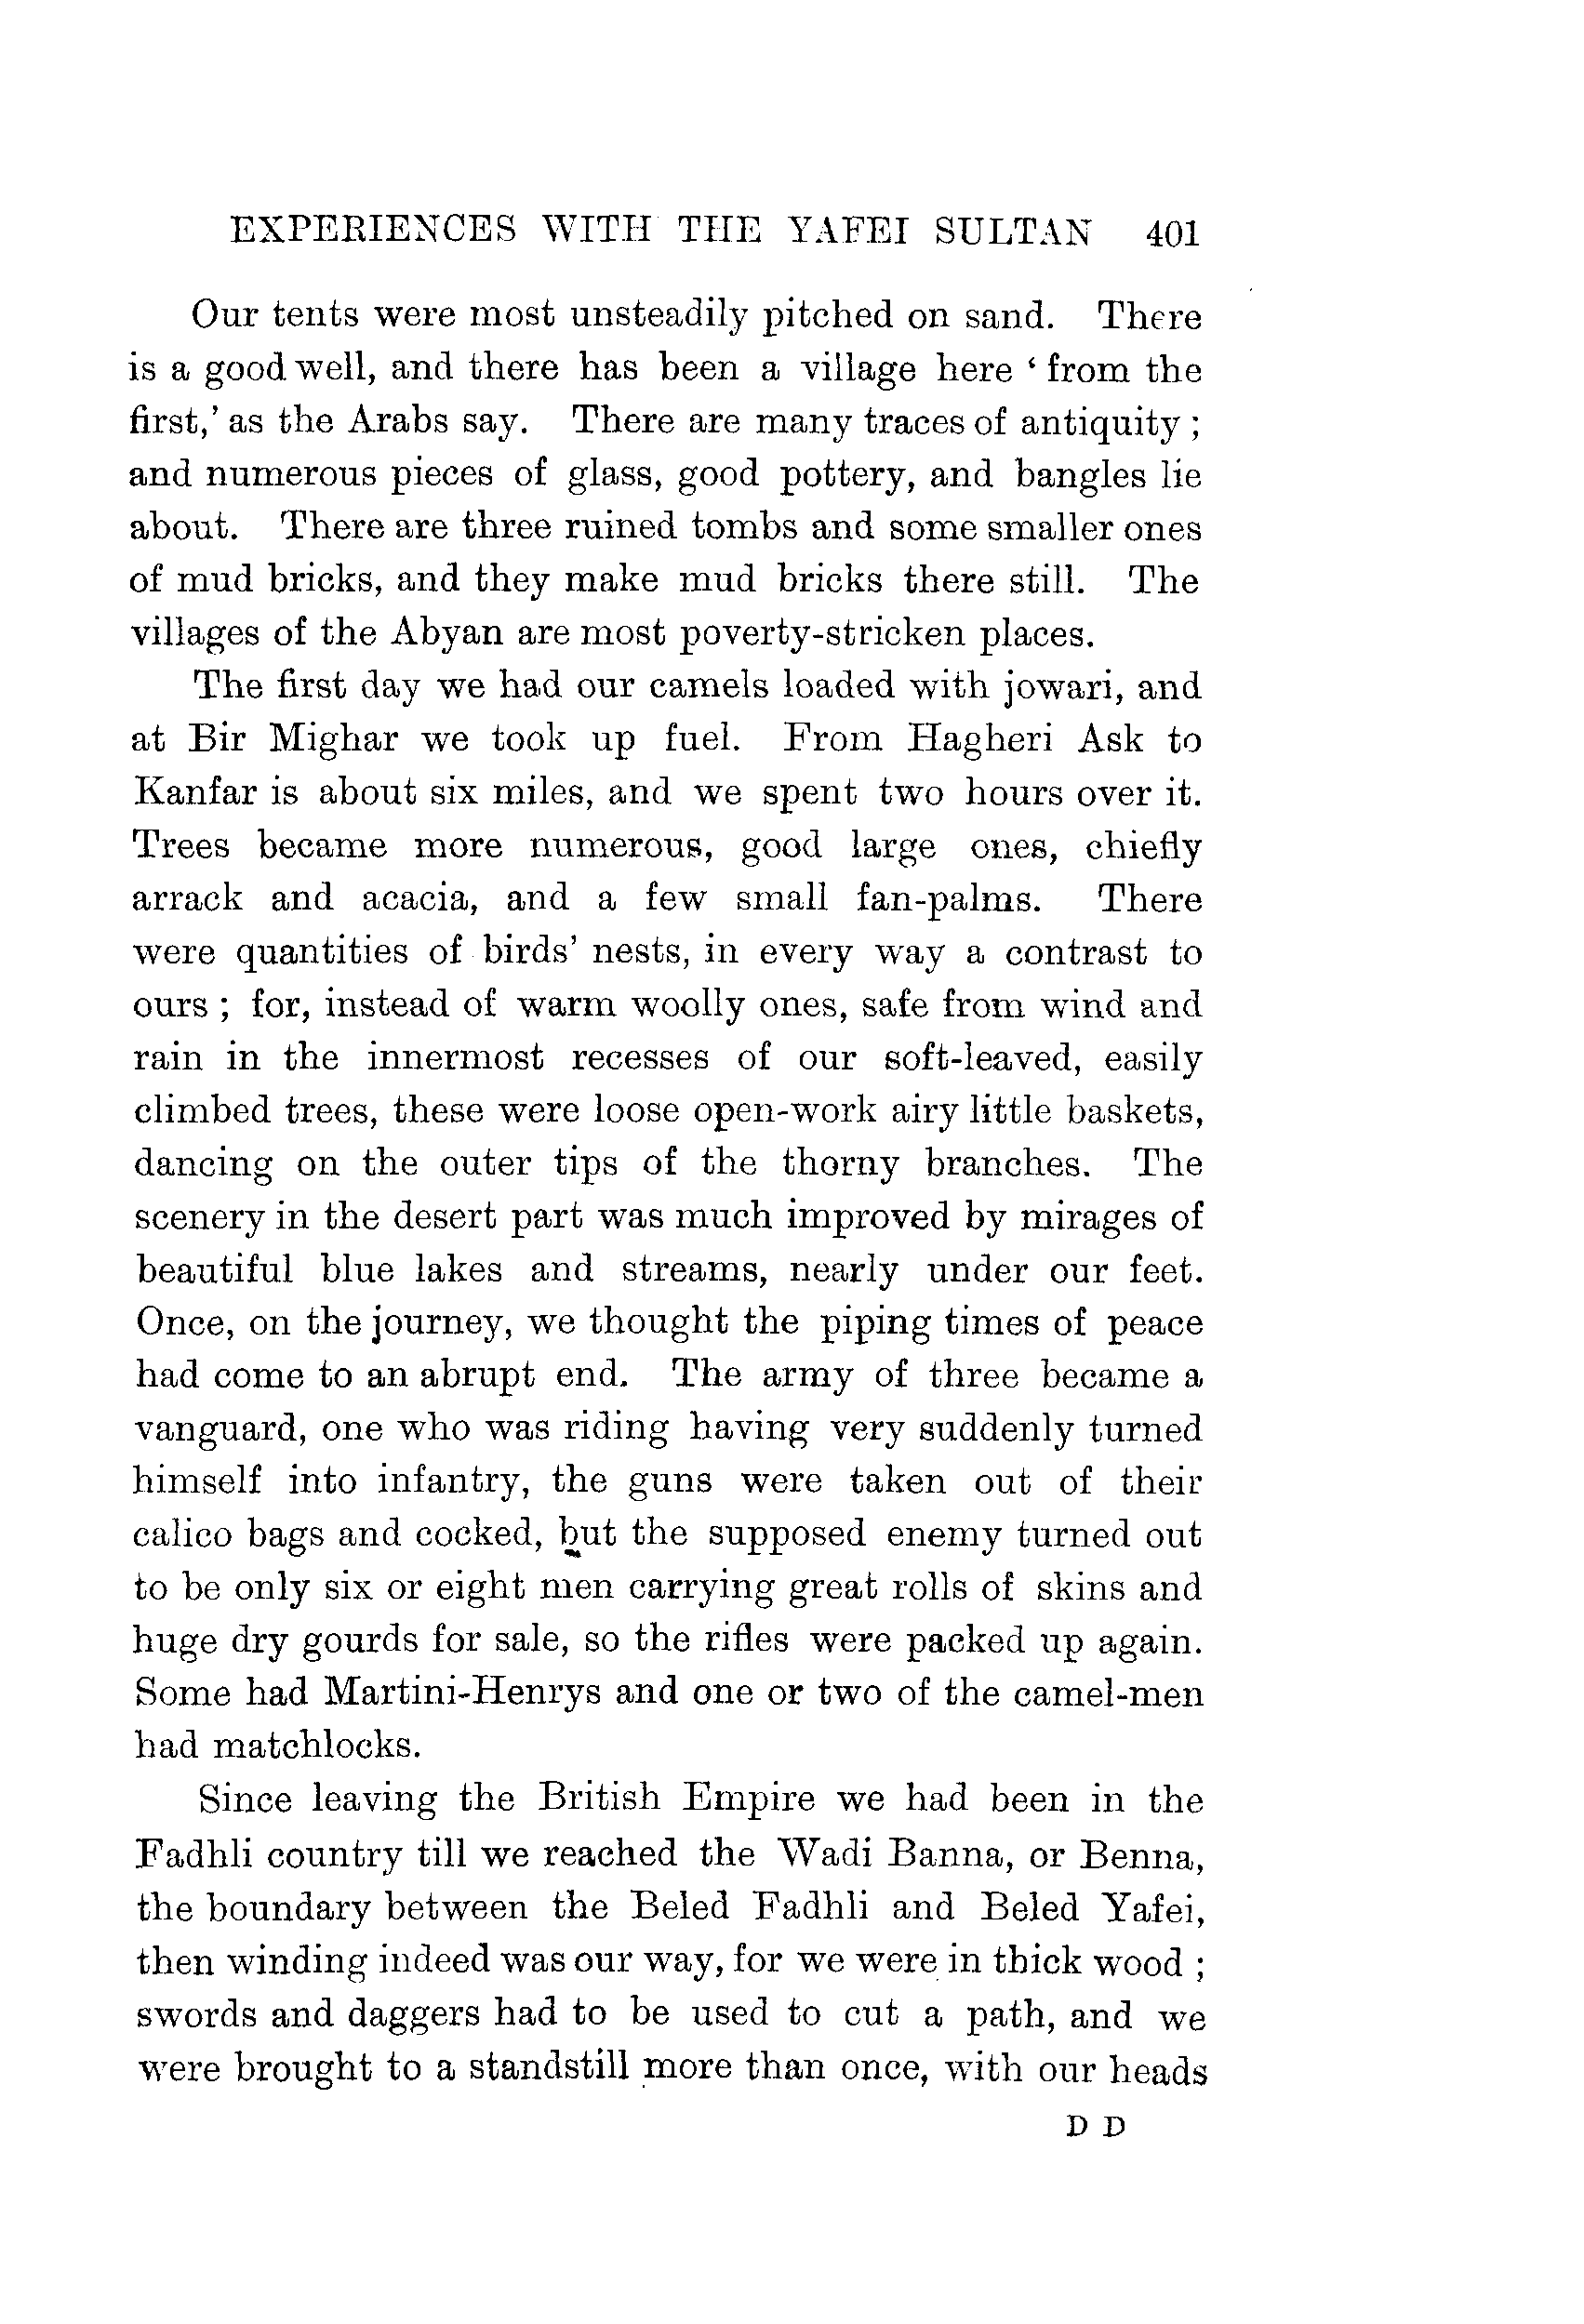 EXPERIENCES WITH THE YAFEI SULTAN 401
Our tents were most unsteadily pitched on sand. There
is a good well, and there has been a village here ‘ from the
first,’ as the Arabs say. There are many traces of antiquity ;
and numerous pieces of glass, good pottery, and bangles lie
about. There are three ruined tombs and some smaller ones
of mud bricks, and they make mud bricks there still. The
villages of the Abyan are most poverty-stricken places.
The first day we had our camels loaded with jowari, and
at Bir Mighar we took up fuel. From Hagheri Ask to
Kanfar is about six miles, and we spent two hours over it.
Trees became more numerous, good large ones, chiefly
arrack and acacia, and a few small fan-palms. There
were quantities of birds’ nests, in every way a contrast to
ours ; for, instead of warm woolly ones, safe from wind and
rain in the innermost recesses of our soft-leaved, easily
climbed trees, these were loose open-work airy little baskets,
dancing on the outer tips of the thorny branches. The
scenery in the desert part was much improved by mirages of
beautiful blue lakes and streams, nearly under our feet.
Once, on the journey, we thought the piping times of peace
had come to an abrupt end. The army of three became a
vanguard, one who was riding having very suddenly turned
himself into infantry, the guns were taken out of their
calico bags and cocked, but the supposed enemy turned out
to be only six or eight men carrying great rolls of skins and
huge dry gourds for sale, so the rifles were packed up again.
Some had Martini-Henrys and one or two of the camel-men
had matchlocks.
Since leaving the British Empire we had been in the
Fadhli country till we reached the Wadi Banna, or Benna,
the boundary between the Beled Fadhli and Beled Yafei,
then winding indeed was our way, for we were in thick wood ;
swords and daggers had to be used to cut a path, and we
were brought to a standstill more than once, with our heads
D D